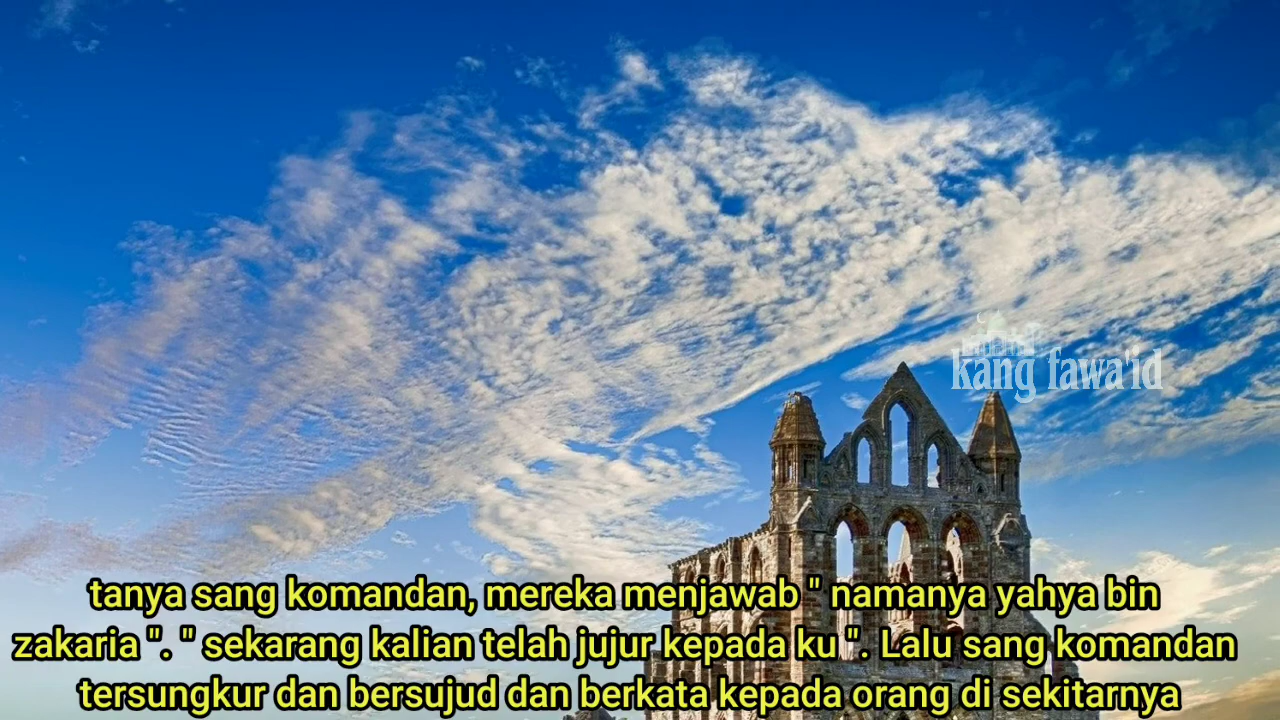 kang fawa'id
tanya sang komandan, mereka menjawab " namanya yahya bin
zakaria ". " sekarang kalian telah jujur kepada ku ". Lalu sang komandan
tersungkur dan bersujud dan berkata kepada orang di sekitarnya